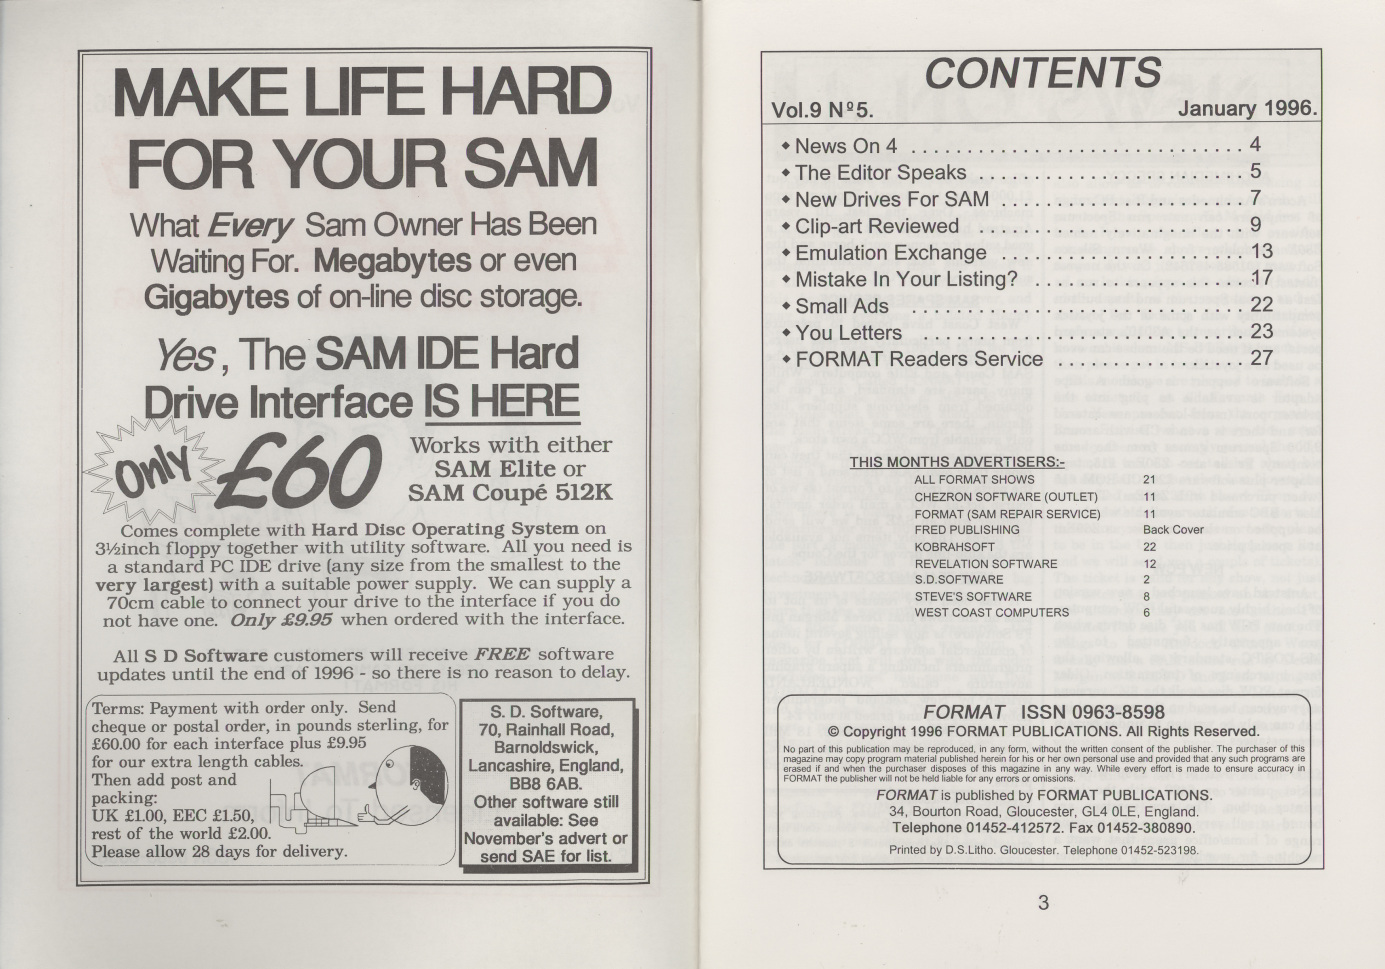 MAKE LIFE HARD
FOR YOUR SAM
What Every Sam Owner Has Been
Waiting For. Megabytes or even
Gigabytes of on-line disc storage.
Yes, The SAM IDE Hard
Drive Interface IS HERE
Only £60
Works with either
SAM Elite or
SAM Coupé 512K
Comes complete with Hard Disc Operating System on
3½inch floppy together with utility software. All you need is
a standard PC IDE drive (any size from the smallest to the
very largest) with a suitable power supply. We can supply a
70cm cable to connect your drive to the interface if you do
not have one. Only £9.95 when ordered with the interface.
All S D Software customers will receive FREE software
updates until the end of 1996 - so there is no reason to delay.
Terms: Payment with order only. Send
cheque or postal order, in pounds sterling, for
£60.00 for each interface plus £9.95
for our extra length cables.
Then add post and
packing:
UK £1.00, EEC £1.50,
rest of the world £2.00.
Please allow 28 days for delivery.
S. D. Software,
70, Rainhall Road,
Barnoldswick,
Lancashire, England,
BB8 6AB.
Other software still
available: See
November's advert or
send SAE for list.
CONTENTS
Vol.9 Nº5. January 1996.
◆ News On 4 . . . . . . . . . . . . . . . . . . . . . . . . . . . . 4
◆ The Editor Speaks . . . . . . . . . . . . . . . . . . . . . . 5
◆ New Drives For SAM . . . . . . . . . . . . . . . . . . . . 7
◆ Clip-art Reviewed . . . . . . . . . . . . . . . . . . . . . . 9
◆ Emulation Exchange . . . . . . . . . . . . . . . . . . . . 13
◆ Mistake In Your Listing? . . . . . . . . . . . . . . . . . . 17
◆ Small Ads . . . . . . . . . . . . . . . . . . . . . . . . . . . . 22
◆ You Letters . . . . . . . . . . . . . . . . . . . . . . . . . . . 23
◆ FORMAT Readers Service . . . . . . . . . . . . . . . . 27
THIS MONTHS ADVERTISERS:-
ALL FORMAT SHOWS 21
CHEZRON SOFTWARE (OUTLET) 11
FORMAT (SAM REPAIR SERVICE) 11
FRED PUBLISHING Back Cover
KOBRAHSOFT 22
REVELATION SOFTWARE 12
S.D.SOFTWARE 2
STEVE'S SOFTWARE 8
WEST COAST COMPUTERS 6
FORMAT ISSN 0963-8598
© Copyright 1996 FORMAT PUBLICATIONS. All Rights Reserved.
No part of this publication may be reproduced, in any form, without the written consent of the publisher. The purchaser of this
magazine may copy program material published herein for his or her own personal use and provided that any such programs are
erased if and when the purchaser disposes of this magazine in any way. While every effort is made to ensure accuracy in
FORMAT the publisher will not be held liable for any errors or omissions.
FORMAT is published by FORMAT PUBLICATIONS.
34, Bourton Road, Gloucester, GL4 0LE, England.
Telephone 01452-412572. Fax 01452-380890.
Printed by D.S.Litho. Gloucester. Telephone 01452-523198.
3